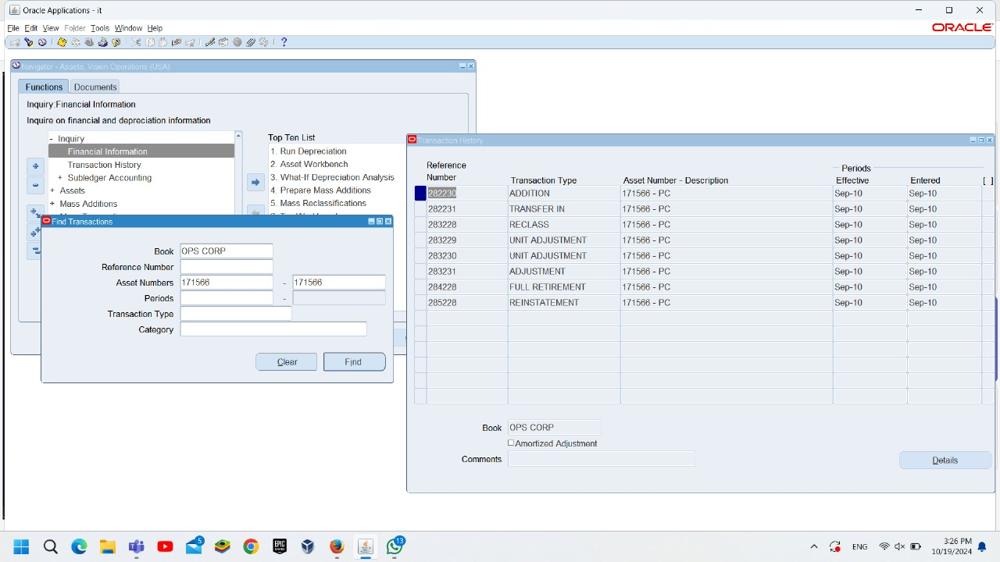 Oracle Applications - it
File Edit View Folder Tools Window Help
ORACLE
Navigator - Assets, Vision Operations (USA)
Functions Documents
Inquiry:Financial Information
Inquire on financial and depreciation information
- Inquiry
Financial Information
Transaction History
+ Subledger Accounting
+ Assets
+ Mass Additions
Top Ten List
1. Run Depreciation
2. Asset Workbench
3. What-If Depreciation Analysis
4. Prepare Mass Additions
5. Mass Reclassifications
Find Transactions
Book OPS CORP
Reference Number
Asset Numbers 171566 - 171566
Periods -
Transaction Type
Category
Clear Find
Transaction History
Reference
Number Transaction Type Asset Number - Description
Periods
Effective Entered [ ]
282230 ADDITION 171566 - PC Sep-10 Sep-10
282231 TRANSFER IN 171566 - PC Sep-10 Sep-10
283228 RECLASS 171566 - PC Sep-10 Sep-10
283229 UNIT ADJUSTMENT 171566 - PC Sep-10 Sep-10
283230 UNIT ADJUSTMENT 171566 - PC Sep-10 Sep-10
283231 ADJUSTMENT 171566 - PC Sep-10 Sep-10
284228 FULL RETIREMENT 171566 - PC Sep-10 Sep-10
285228 REINSTATEMENT 171566 - PC Sep-10 Sep-10
Book OPS CORP
Amortized Adjustment
Comments
Details
5
EPIC GAMES
13
ENG
3:26 PM
10/19/2024